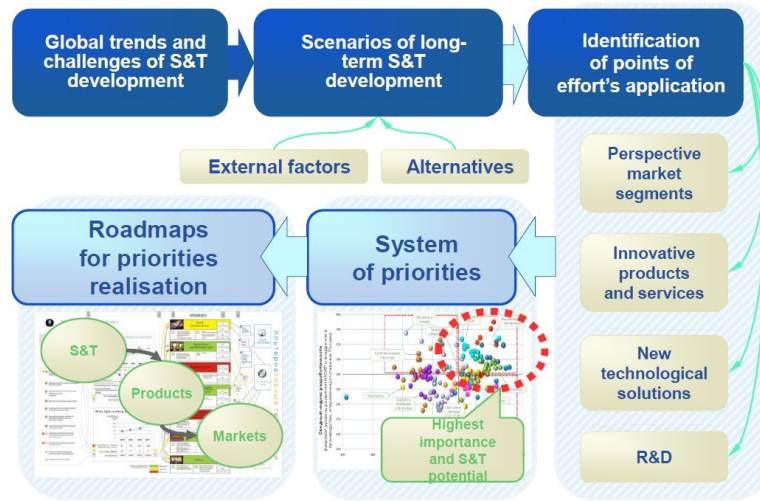 Global trends and
challenges of S&T
development
Scenarios of long-
term S&T
development
Identification
of points of
effort’s application
External factors
Alternatives
Perspective
market
segments
Innovative
products
and services
New
technological
solutions
R&D
System
of priorities
Roadmaps
for priorities
realisation
S&T
Products
Markets
Highest
importance
and S&T
potential